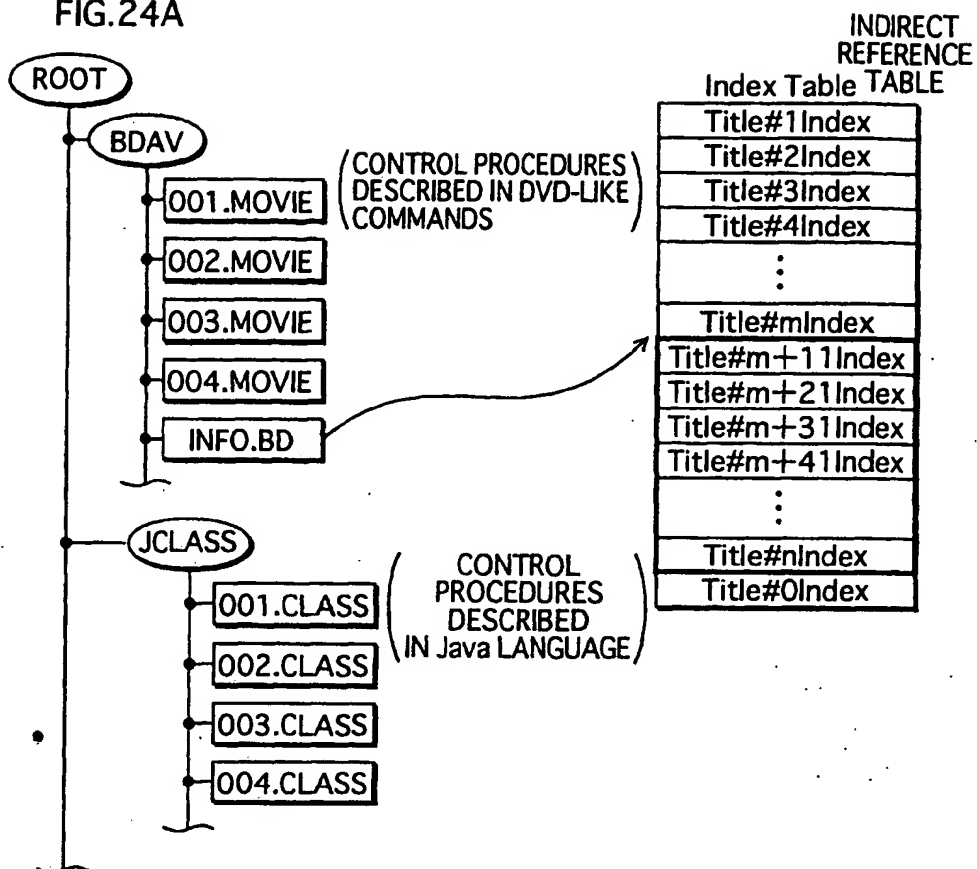 FIG.24A
ROOT
BDAV
001.MOVIE
002.MOVIE
003.MOVIE
004.MOVIE
INFO.BD
(CONTROL PROCEDURES
DESCRIBED IN DVD-LIKE
COMMANDS)
JCLASS
001.CLASS
002.CLASS
003.CLASS
004.CLASS
(CONTROL
PROCEDURES
DESCRIBED
IN Java LANGUAGE)
INDIRECT
REFERENCE
TABLE
Index Table
Title#1Index
Title#2Index
Title#3Index
Title#4Index
⋮
Title#mIndex
Title#m+11Index
Title#m+21Index
Title#m+31Index
Title#m+41Index
⋮
Title#nIndex
Title#0Index